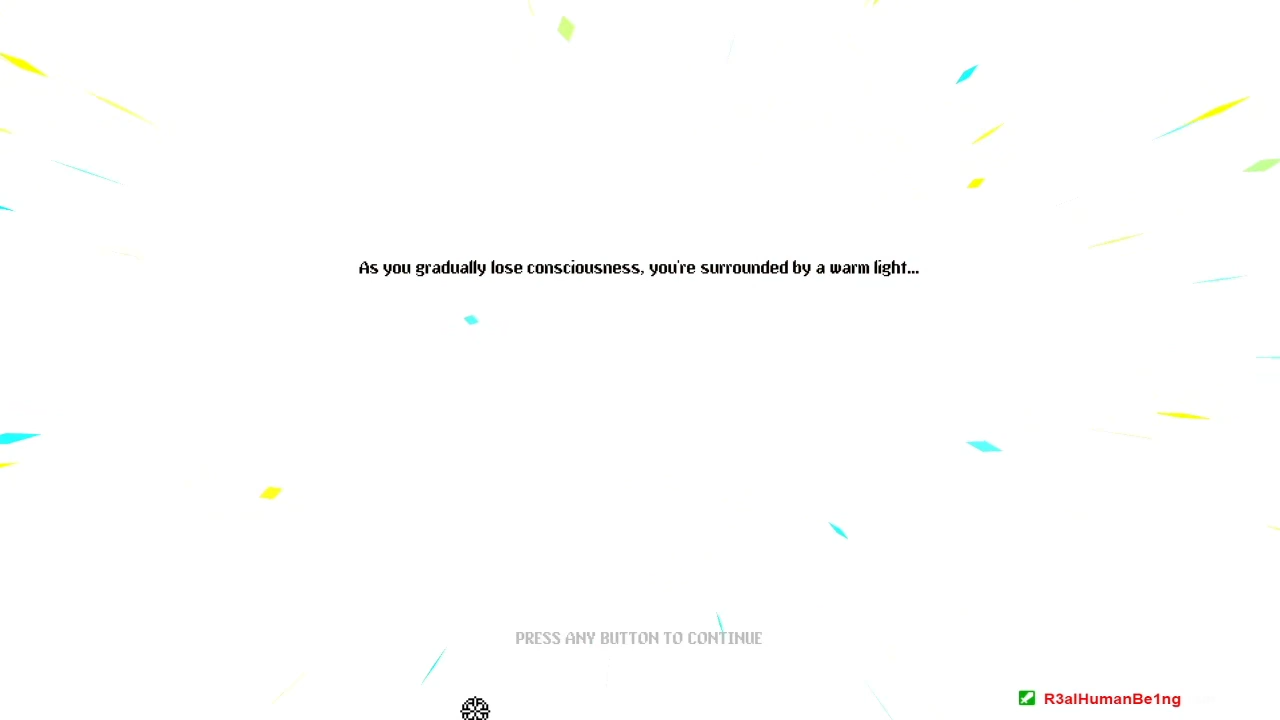 As you gradually lose consciousness, you're surrounded by a warm light...
PRESS ANY BUTTON TO CONTINUE
R3alHumanBe1ng